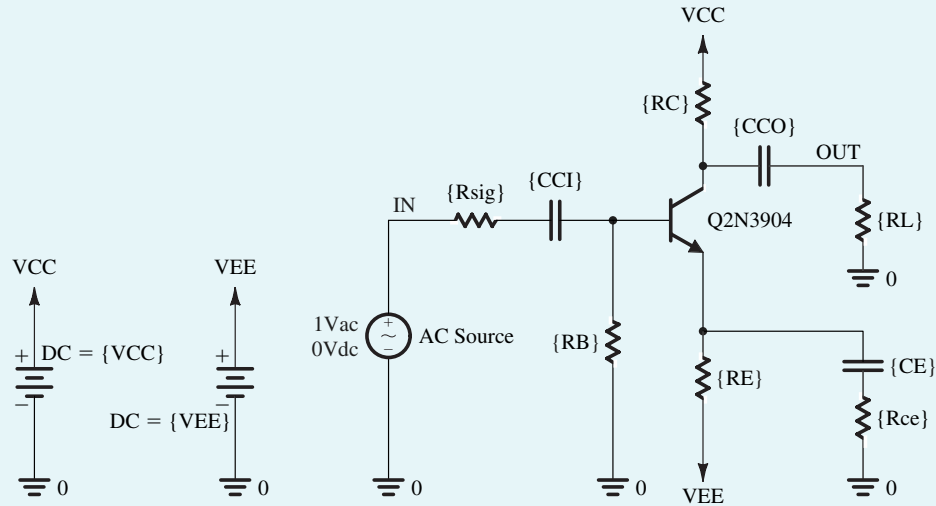 VCC
{RC}
{CCO}
OUT
{CCI}
{Rsig}
IN
Q2N3904
{RL}
0
VCC
VEE
1Vac
0Vdc
+
~
−
AC Source
+
DC = {VCC}
−
+
DC = {VEE}
−
{RB}
{RE}
{CE}
{Rce}
0
0
0
0
VEE
0